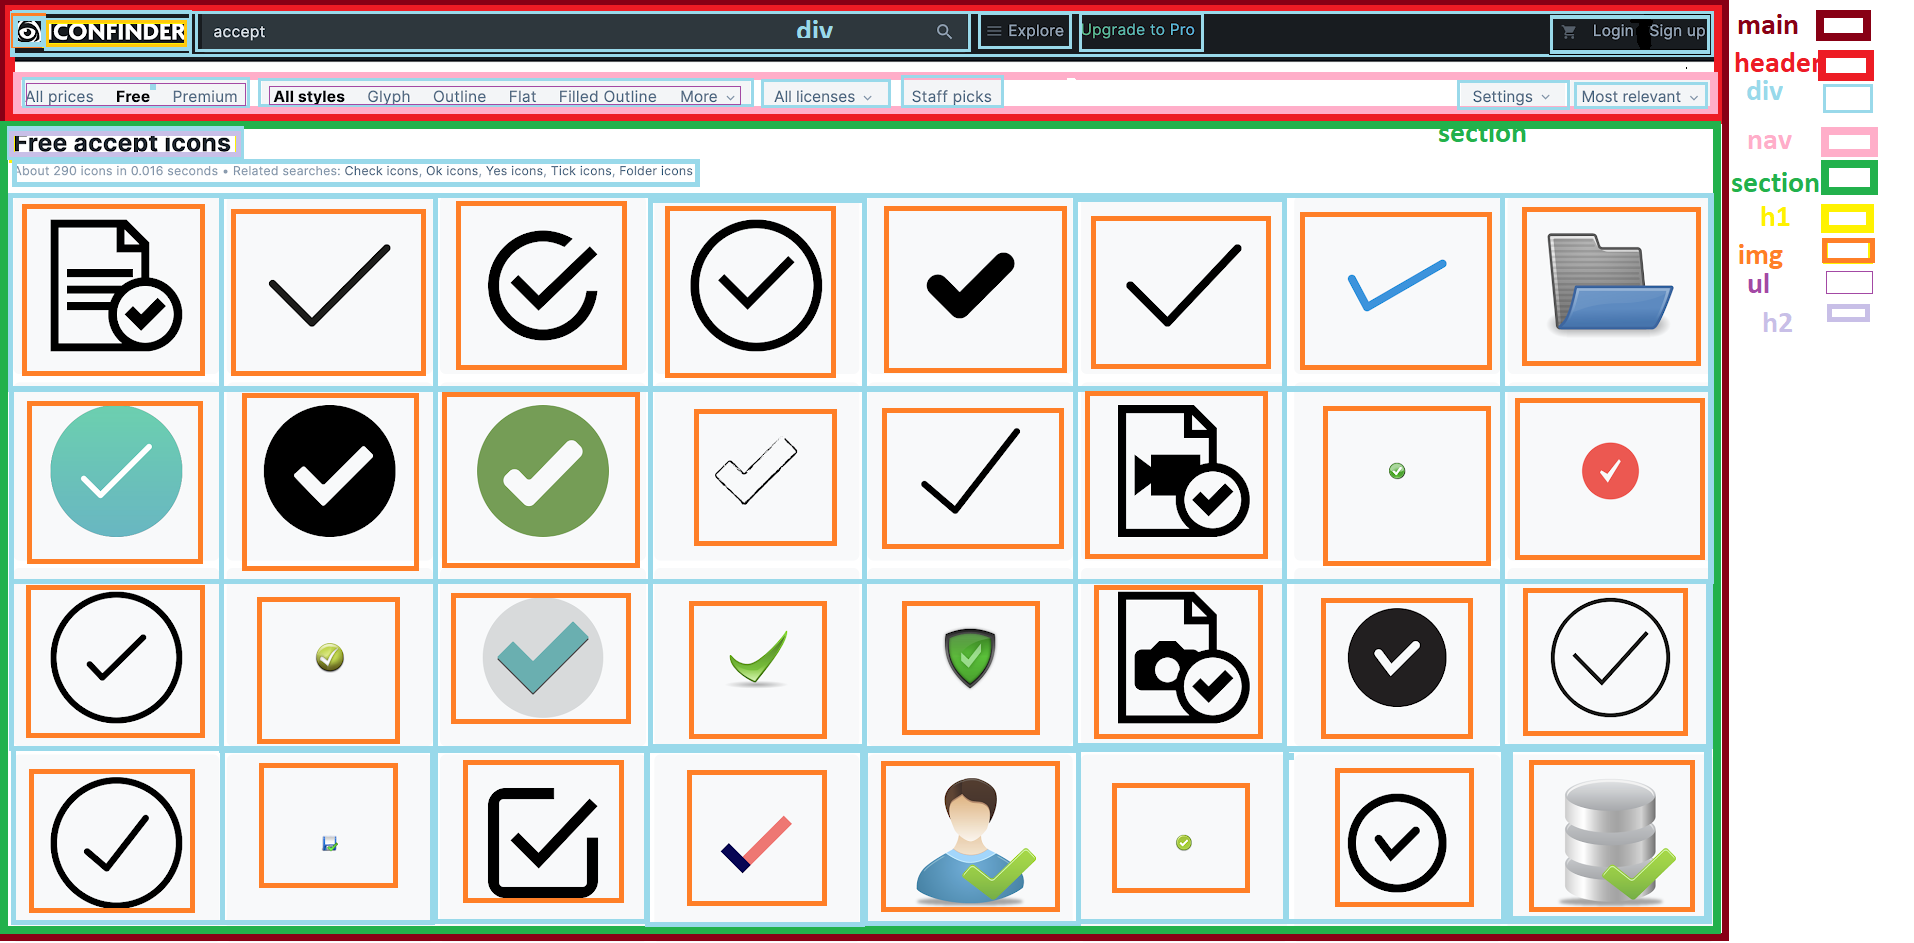 ICONFINDER accept div Explore Upgrade to Pro Login Sign up
All prices Free Premium All styles Glyph Outline Flat Filled Outline More All licenses Staff picks Settings Most relevant
Free accept icons
section
About 290 icons in 0.016 seconds • Related searches: Check icons, Ok icons, Yes icons, Tick icons, Folder icons
main
header
div
nav
section
h1
img
ul
h2